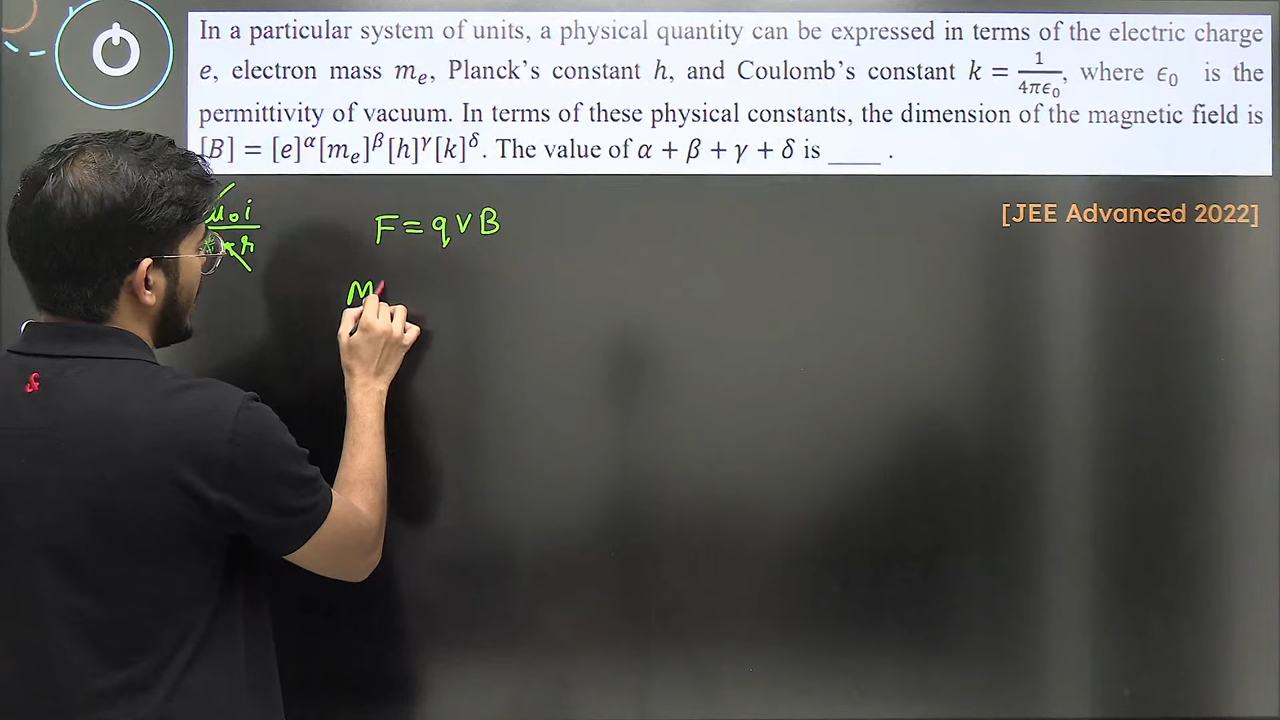 In a particular system of units, a physical quantity can be expressed in terms of the electric charge
e, electron mass mₑ, Planck's constant h, and Coulomb's constant k = 1/(4πϵ₀), where ϵ₀ is the
permittivity of vacuum. In terms of these physical constants, the dimension of the magnetic field is
[B] = [e]^α[mₑ]^β[h]^γ[k]^δ. The value of α + β + γ + δ is ____ .
[JEE Advanced 2022]
μ₀i
F = qvB
r
M